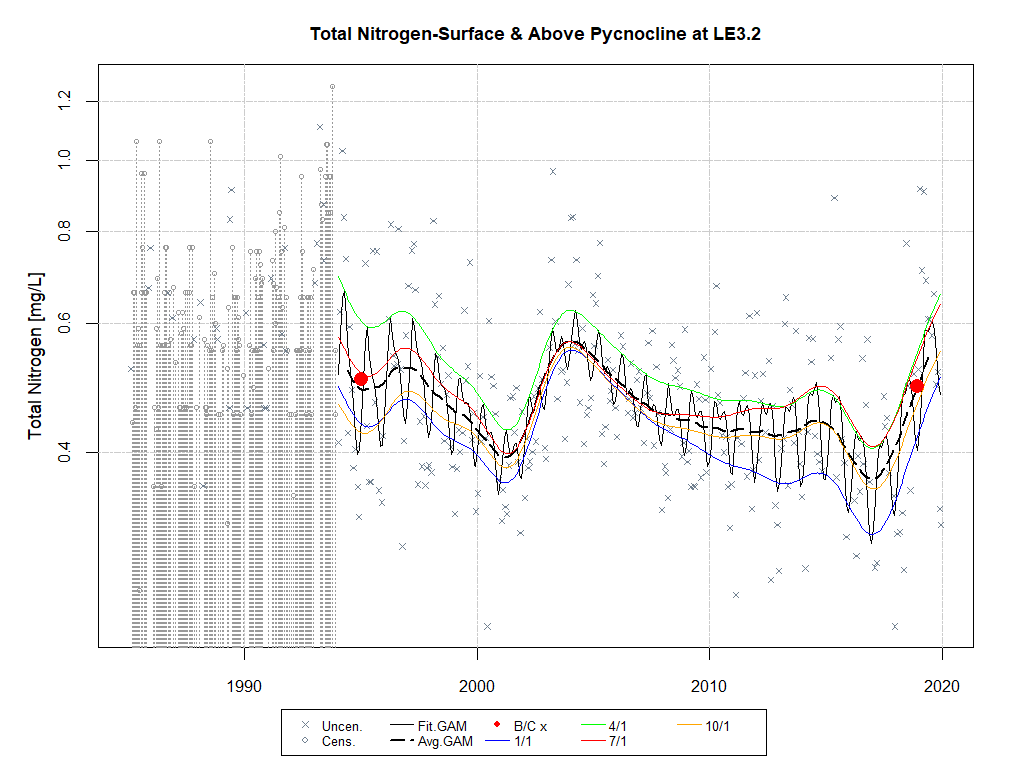 Total Nitrogen-Surface & Above Pycnocline at LE3.2
Total Nitrogen [mg/L]
1.2
1.0
0.8
0.6
0.4
1990 2000 2010 2020
Uncen. Fit.GAM B/C x 4/1 10/1
Cens. Avg.GAM 1/1 7/1